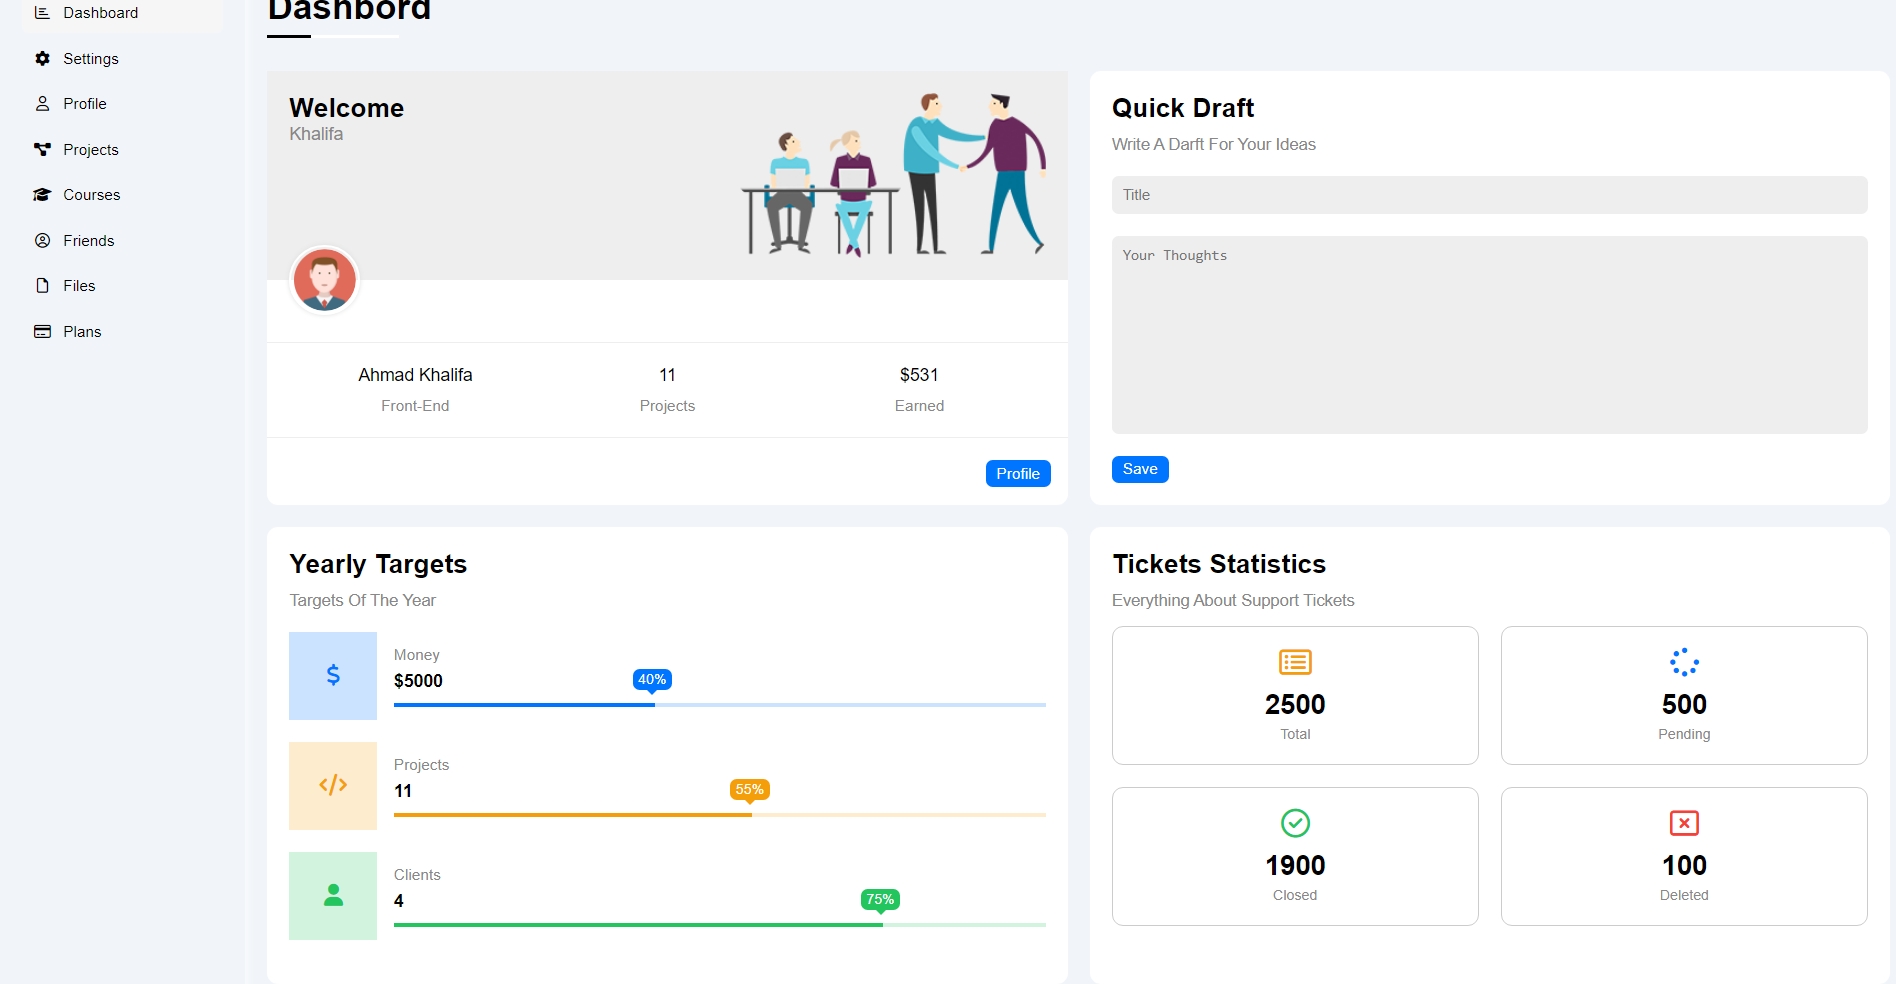 Dashboard
Settings
Profile
Projects
Courses
Friends
Files
Plans
Dashbord
Welcome
Khalifa
Ahmad Khalifa
Front-End
11
Projects
$531
Earned
Profile
Quick Draft
Write A Darft For Your Ideas
Title
Your Thoughts
Save
Yearly Targets
Targets Of The Year
$
Money
$5000
40%
</>
Projects
11
55%
Clients
4
75%
Tickets Statistics
Everything About Support Tickets
2500
Total
500
Pending
1900
Closed
100
Deleted